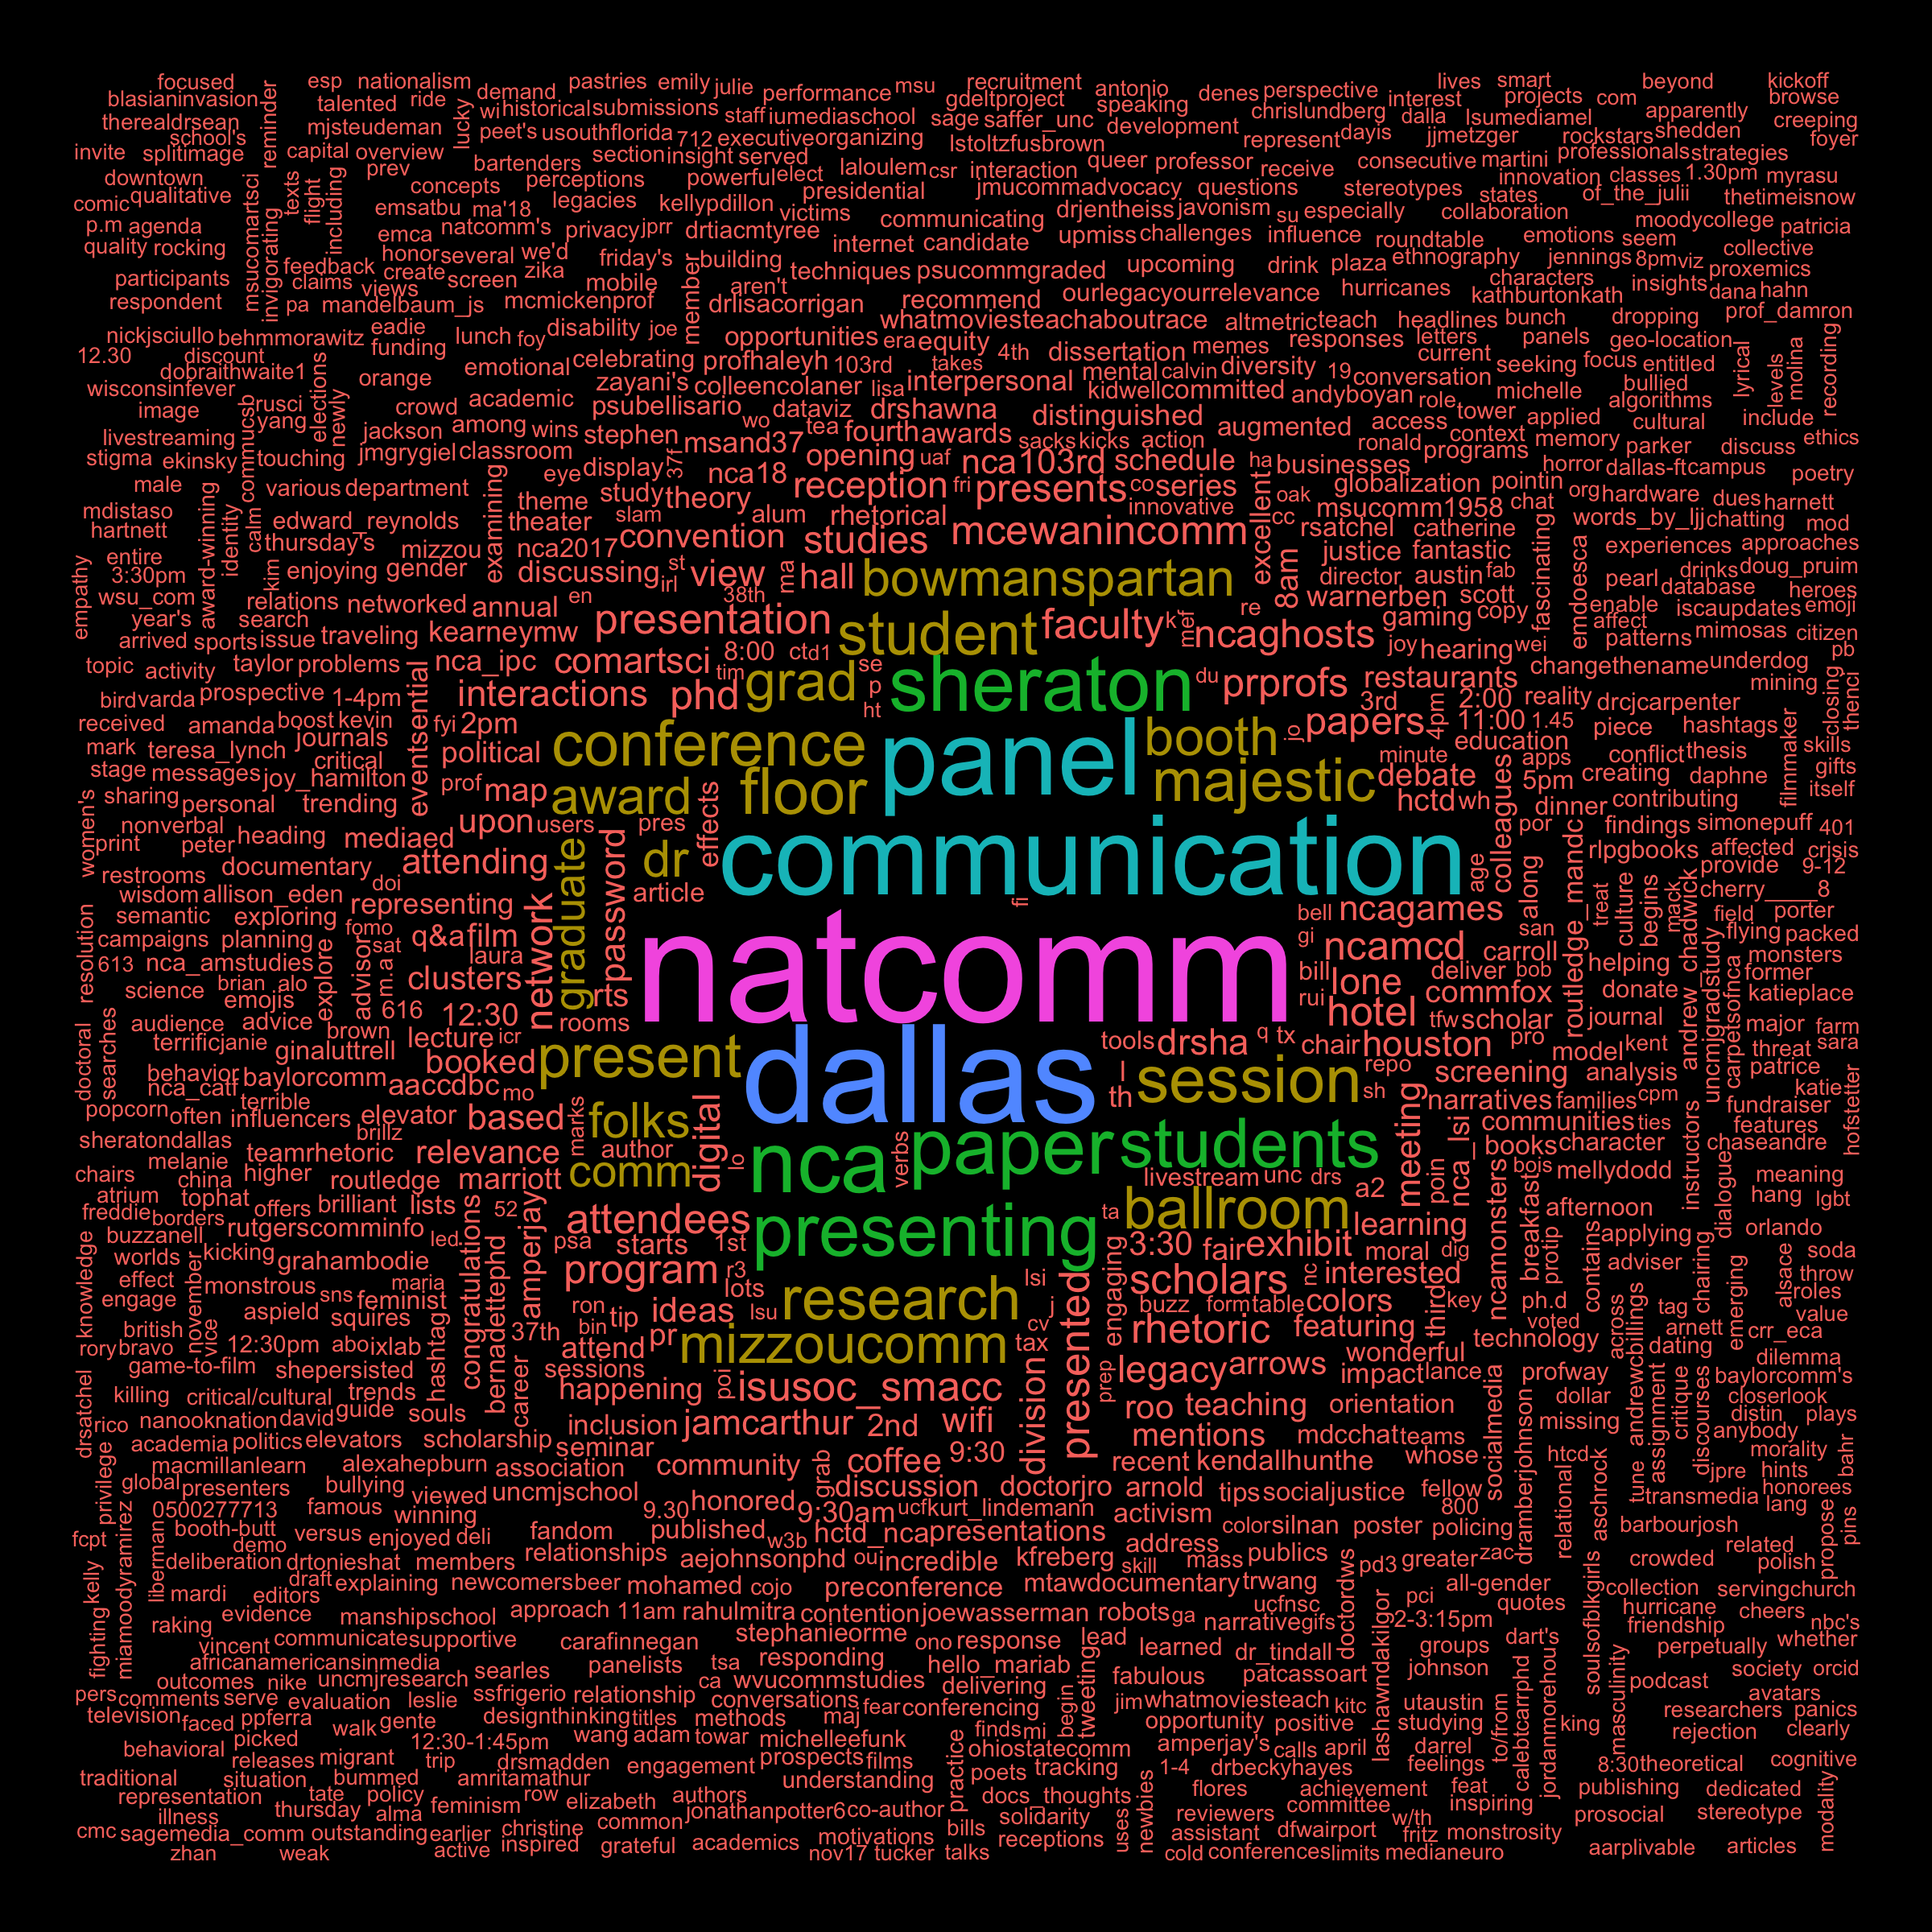 focused esp nationalism demand pastries emily julie performance msu recruitment antonio denes perspective lives smart beyond kickoff
blasianinvasion talented ride lucky wi historical submissions staff iumediaschool gdeltproject speaking chrislundberg interest projects com apparently browse
therealdrsean reminder mjsteudeman peet's usouthflorida 712 executive organizing sage saffer_unc development represent dayis dalla lsumediamel jjmetzger rockstars shedden creeping
school's invite splitimage capital overview bartenders section insight served lstoltzfusbrown queer professor receive consecutive martini professionals strategies foyer
downtown prev concepts perceptions powerful elect laloulem csr interaction jmucommadvocacy questions stereotypes innovation classes 1.30pm myrasu
comic qualitative texts flight including emsatbu ma'18 legacies kellypdillon victims presidential communicating drjentheiss javonism su especially collaboration states of_the_julii thetimeisnow
p.m agenda msucomartsci invigorating emca natcomm's privacy jprr drtiacmtyree internet candidate upmiss challenges influence roundtable emotions seem moodycollege patricia
quality rocking feedback honor several we'd friday's building techniques psucommgraded upcoming drink plaza ethnography jennings 8pm viz collective proxemics
participants claims create screen zika mobile member aren't ourlegacyourrelevance hurricanes characters insights dana hahn
respondent pa views mandelbaum_js mcmickenprof drlisacorrigan recommend whatmoviesteachaboutrace altmetric teach headlines kathburtonkath bunch dropping prof_damron
nickjsciullo behmmorawitz eadie lunch foy disability joe opportunities era equity dissertation memes responses letters panels geo-location
12.30 discount funding emotional celebrating profhaleyh 103rd takes 4th mental calvin diversity 19 current seeking focus entitled recording
dobraithwaite1 wisconsinfever orange academic zayani's colleencolaner lisa interpersonal kidwell committed andyboyan conversation role michelle bullied algorithms lyrical levels molina
image rusci yang elections newly crowd among wins psubellisario wo dataviz drshawna distinguished augmented access tower applied cultural include
livestreaming commucsb touching jackson jmgrygiel classroom stephen msand37 tea fourth awards sacks kicks action ronald programs context memory parker discuss ethics
stigma ekinsky eye display 37f nca18 opening uaf nca103rd schedule ha businesses horror dallas-ftcampus poetry
male various department theme study theory reception fri presents co series oak globalization pointin org hardware dues harnett
mdistaso hartnett award-winning identity calm edward_reynolds examining theater slam alum rhetorical innovative cc msucomm1958 chat words_by_ljj chatting mod
entire thursday's mizzou nca2017 convention studies mcewanincomm excellent rsatchel catherine justice fantastic fascinating experiences approaches
empathy 3:30pm kim enjoying gender discussing irl st view ma hall bowmanspartan 8am director austin fab emdoesca pearl drinks doug_pruim
wsu_com relations networked annual en 38th presentation student faculty k' mef re warnerben scott enable database heroes
year's search kearneymw 8:00 ctd1 ncaghosts gaming copy affect iscaupdates emoji
arrived sports issue traveling nca_ipc comartsci tim grad se sheraton joy hearing wei patterns mimosas citizen
topic activity taylor problems eventsential interactions phd p ht du prprofs restaurants changethename underdog pb
bird varda prospective 1-4pm fyi 2pm conference panel booth jo papers 3rd 4pm 2:00 11:00 1.45 reality drcjcarpenter mining closing thenci
received amanda boost kevin journals political majestic minute education piece hashtags filmmaker
mark teresa_lynch critical prof map award floor debate colleagues apps conflict thesis skills
stage messages joy_hamilton hctd wh 5pm creating daphne gifts itself
women's sharing personal trending upon users password pres effects dinner contributing
nonverbal print peter heading mediaed graduate dr communication age por mandc findings simonepuff 401
restrooms documentary attending article along rlpgbooks affected crisis
wisdom allison_eden doi representing network fi bell ncagames san treat culture begins mack chadwick provide 9-12 cherry____8
resolution semantic exploring fomo q&a film natcomm gi ncamcd carroll routledge_ field porter
campaigns planning explore advisor sat laura bill lone deliver bob helping flying packed
613 nca_amstudies m.a clusters rts rui hotel commfox donate monsters former
science brian alo emojis 616 12:30 rooms dallas tfw scholar journal andrew uncmjgradstudy carpetsofnca katieplace
doctoral searches audience advice brown lecture icr tools drsha q tx chair houston pro model kent major farm
terrific janie ginaluttrell booked present l th session repo screening analysis threat sara
behavior nca_catf baylorcomm aaccdbc mo sh narratives families cpm patrice katie
popcorn often terrible influencers elevator based folks marks digital nca paper students meeting nca_lsi communities ties fundraiser hofstetter
sheratondallas brillz teamrhetoric relevance author comm lo verbs books character instructors features chaseandre
chairs melanie china higher routledge marriott livestream unc drs a2 poin bois mellydodd dialogue meaning
atrium tophat offers brilliant lists 52 attendees presenting ta ballroom learning ncamonsters breakfast afternoon hang lgbt
freddie borders buzzanell rutgerscomminfo congratulations led amperjay psa starts 1st 3:30 fair exhibit moral dig protip contains applying orlando
knowledge worlds kicking grahambodie bernadettephd program r3 lots research lsi engaging scholars nc interested adviser chairing soda
effect monstrous maria sns feminist ron tip ideas lsu cv j buzz formtable colors key third ph.d across emerging alsace throw roles
engage november aspield squires bin pr mizzoucomm tax presented rhetoric featuring voted tag arnett value
british vice 12:30pm abo ixlab hashtag 37th attend wonderful technology billings dating crr_eca
rory bravo game-to-film shepersisted career sessions prep legacy arrows impact lance profway dilemma
drsatchel killing critical/cultural trends happening poi isusoc_smacc division dollar andrewc assignment critique baylorcomm's closerlook
rico nanooknation david guide souls inclusion jamcarthur 2nd wifi roo teaching orientation missing discourses distin plays
academia politics elevators scholarship seminar 9:30 mentions mdcchat teams socialmedia dramberjohnson htcd anybody morality
privilege macmillanlearn alexahepburn association community grab coffee recent kendallhunthe whose aschrock tune jpre hints bahr
global presenters bullying viewed uncmjschool discussion doctorjro arnold tips socialjustice fellow transmedia lang honorees
miamoodyramirez 0500277713 famous winning 9.30 honored 9:30am ucf kurt_lindemann activism 800 relational propose pins
fcpt booth-butt demo versus enjoyed deli fandom published w3b hctd_nca presentations color silnan poster policing barbourjosh related
liberman deliberation drtonieshat members relationships aejohnsonphd ou incredible kfreberg address skill mass publics pd3 greater zac crowded polish
kelly mardi draft explaining newcomers beer mohamed cojo preconference mtawdocumentary trwang doctordws all-gender soulsofblkgirls collection servingchurch
fighting editors evidence manshipschool approach 11am rahulmitra contention joewasserman robots ga ucfnsc narrative gifs lashawndakilgor pci quotes hurricane cheers
raking vincent communicate supportive carafinnegan stephanieorme ono response lead learned dr_tindall 2-3:15pm dart's friendship nbc's
africanamericansinmedia searles panelists tsa responding hello_mariab tweeting fabulous patcassoart groups johnson masculinity perpetually whether
outcomes nike uncmjresearch ca wvucommstudies delivering podcast society orcid
pers comments serve evaluation leslie ssfrigerio relationship conversations fear conferencing begin jim whatmoviesteach kitc utaustin to/from calebtcarrphd jordanmorehou avatars
television faced ppferra walk gente designthinking titles methods maj finds mi opportunity positive studying king researchers panics
picked 12:30-1:45pm wang adam towar michelleefunk practice amperjay's calls april darrel rejection clearly
behavioral releases migrant trip drsmadden engagement prospects films ohiostatecomm 1-4 drbeckyhayes feelings 8:30 theoretical cognitive
traditional situation bummed amritamathur understanding poets tracking newbies flores achievement feat publishing dedicated
representation tate policy feminism row elizabeth authors docs_thoughts uses reviewers committee inspiring prosocial stereotype modality
illness thursday alma christine common jonathanpotter6 co-author bills solidarity w/th
cmc sagemedia_comm outstanding earlier active inspired grateful academics motivations receptions assistant dfwairport fritz monstrosity
zhan weak nov17 tucker talks cold conferences limits medianeuro aarplivable articles